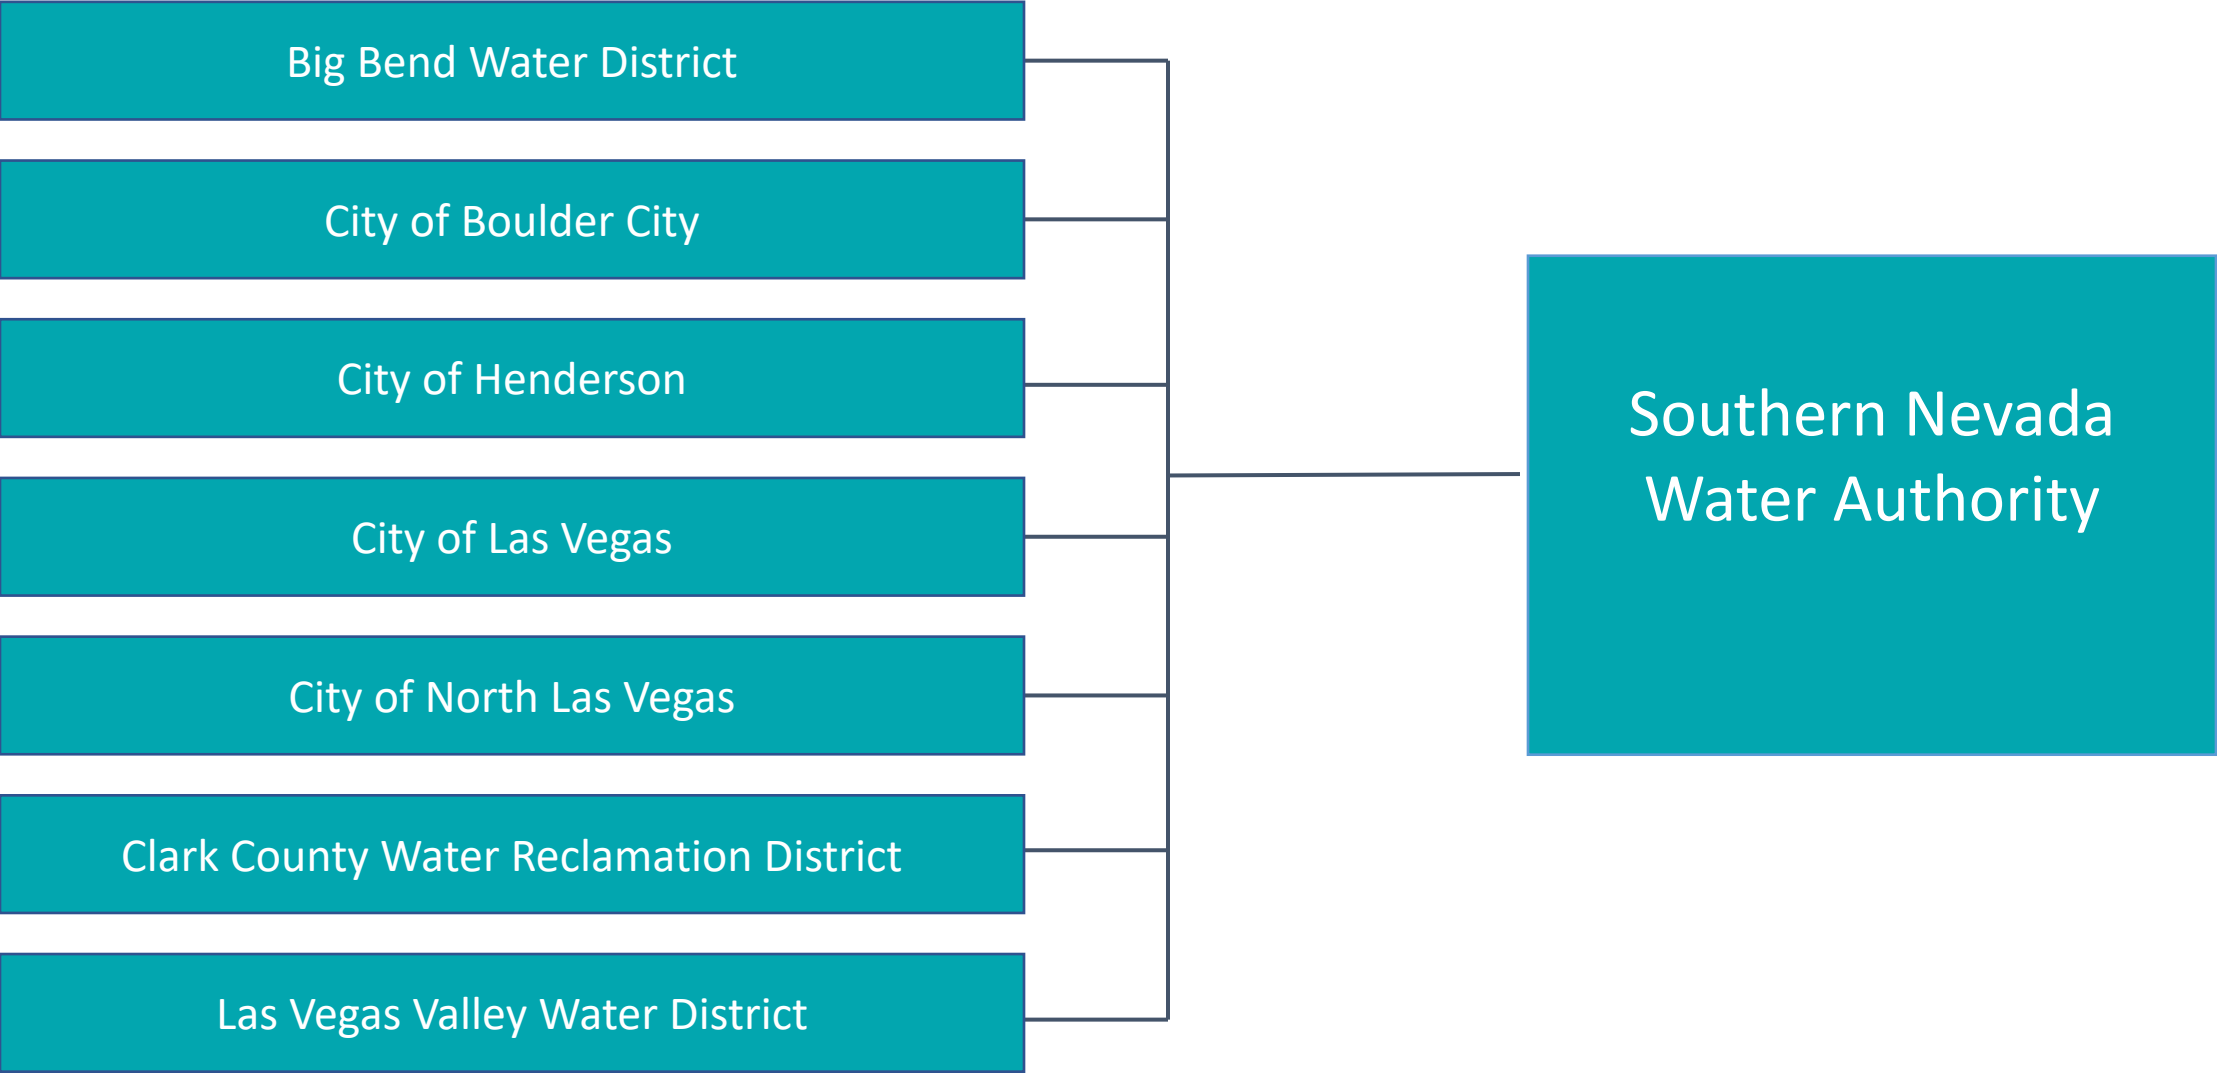 Big Bend Water District
City of Boulder City
City of Henderson
City of Las Vegas
City of North Las Vegas
Clark County Water Reclamation District
Las Vegas Valley Water District
Southern Nevada
Water Authority